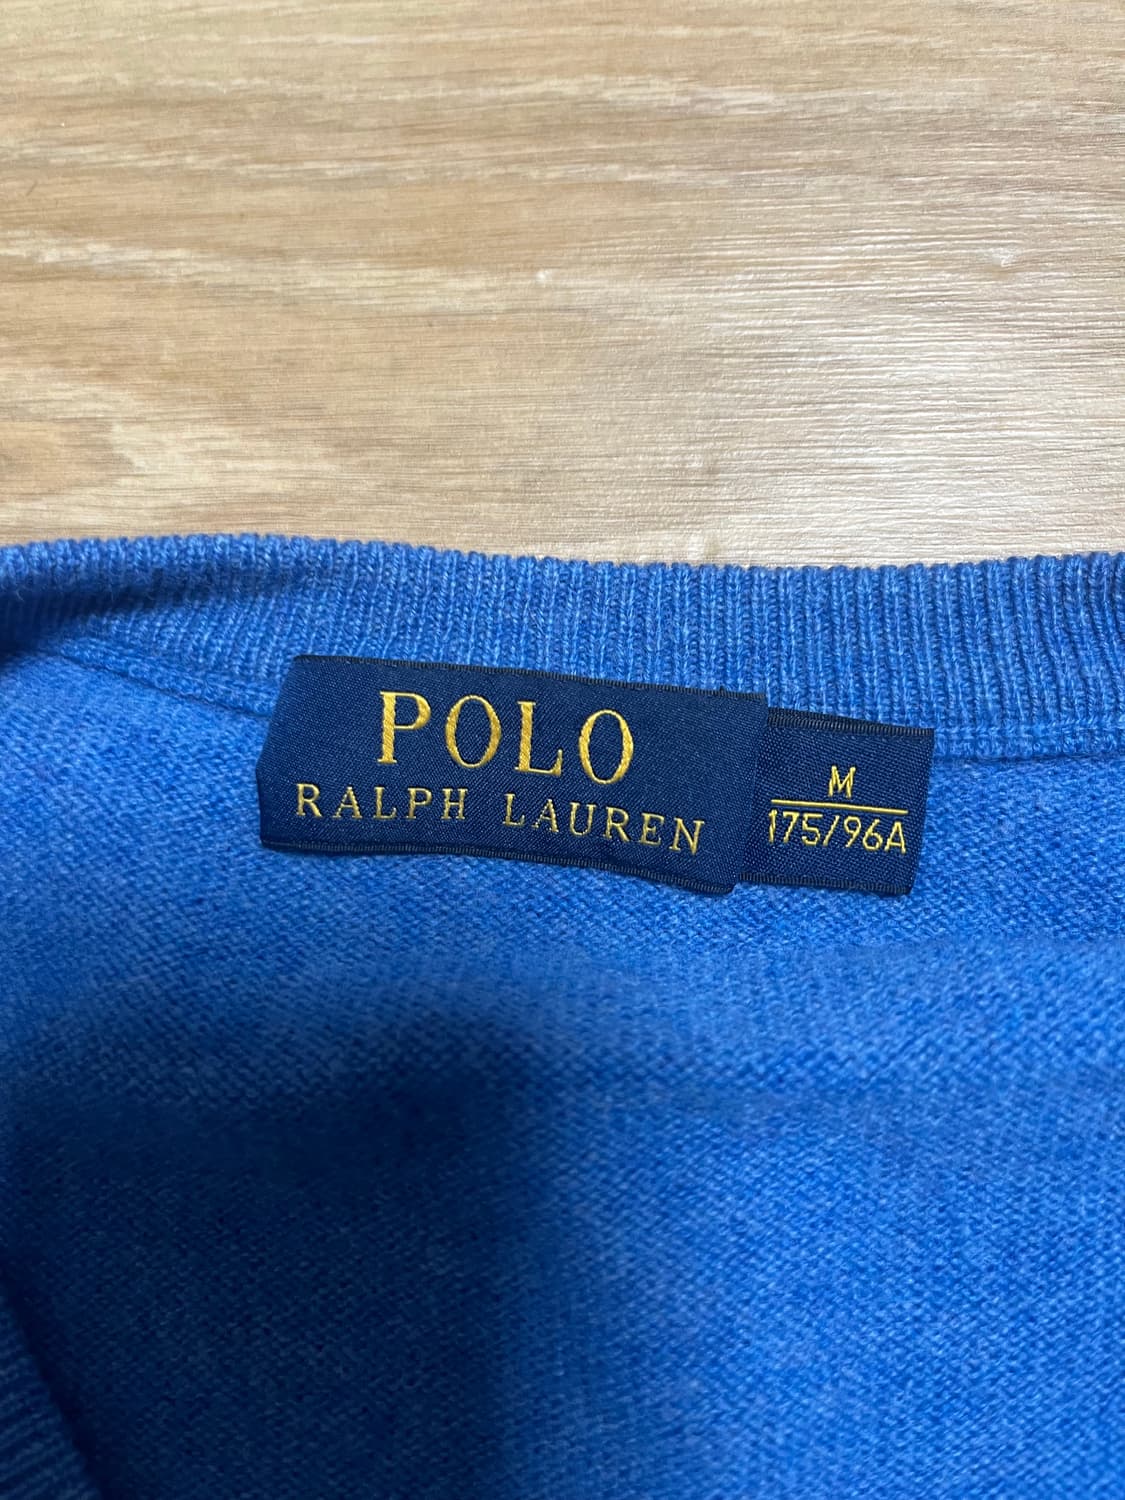 POLO
RALPH LAUREN
M
175/96A